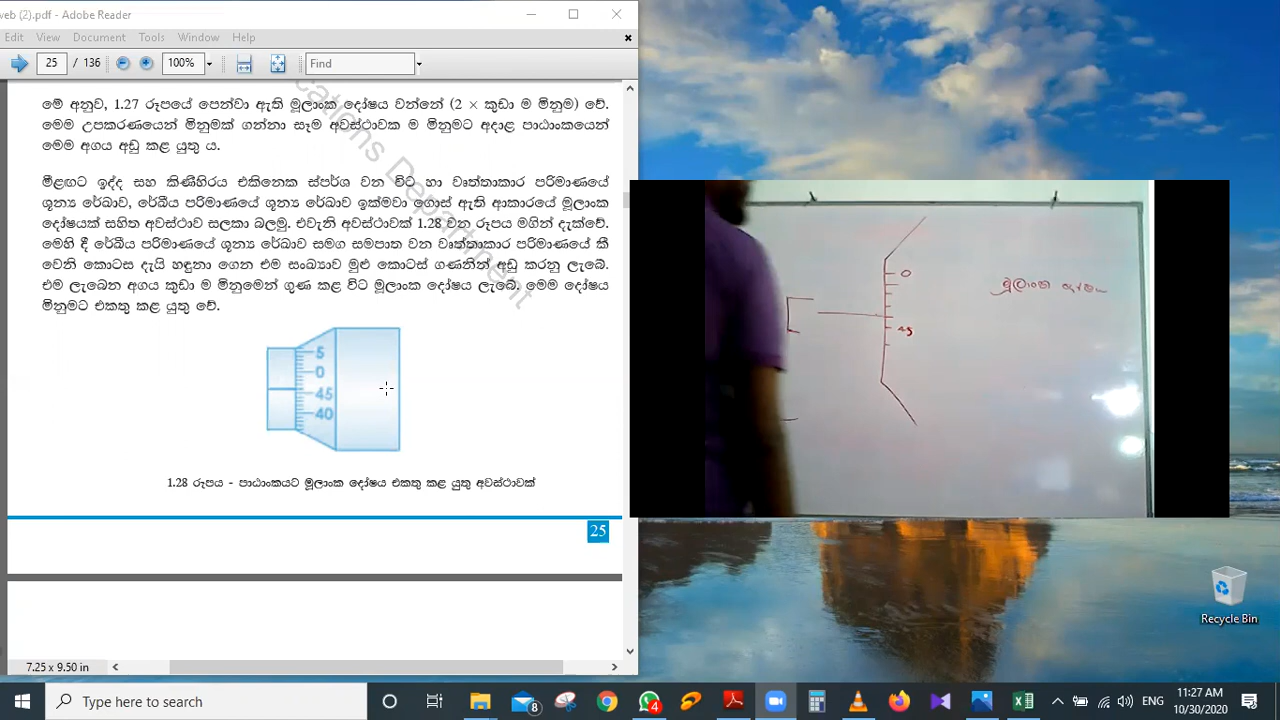 veb (2).pdf - Adobe Reader
Edit View Document Tools Window Help
25 / 136 100% Find
cations Department
මේ අනුව, 1.27 රූපයේ පෙන්වා ඇති මූලාංක දෝෂය වන්නේ (2 × කුඩා ම මිනුම) වේ.
මෙම උපකරණයෙන් මිනුමක් ගන්නා සෑම අවස්ථාවක ම මිනුමට අදාළ පාඨාංකයෙන්
මෙම අගය අඩු කළ යුතු ය.
මීළඟට ඉද්ද සහ කිණිහිරය එකිනෙක ස්පර්ශ වන විට හා වෘත්තාකාර පරිමාණයේ
ශුන්‍ය රේඛාව, රේඛීය පරිමාණයේ ශුන්‍ය රේඛාව ඉක්මවා ගොස් ඇති ආකාරයේ මූලාංක
දෝෂයක් සහිත අවස්ථාව සලකා බලමු. එවැනි අවස්ථාවක් 1.28 වන රූපය මගින් දැක්වේ.
මෙහි දී රේඛීය පරිමාණයේ ශුන්‍ය රේඛාව සමග සමපාත වන වෘත්තාකාර පරිමාණයේ කී
වෙනි කොටස දැයි හඳුනා ගෙන එම සංඛ්‍යාව මුළු කොටස් ගණනින් අඩු කරනු ලැබේ.
එම ලැබෙන අගය කුඩා ම මිනුමෙන් ගුණ කළ විට මූලාංක දෝෂය ලැබේ. මෙම දෝෂය
මිනුමට එකතු කළ යුතු වේ.
5
0
45
40
1.28 රූපය - පාඨාංකයට මූලාංක දෝෂය එකතු කළ යුතු අවස්ථාවක්
25
7.25 x 9.50 in
0
මූලාංක
45
Recycle Bin
Type here to search
8
4
ENG
11:27 AM
10/30/2020